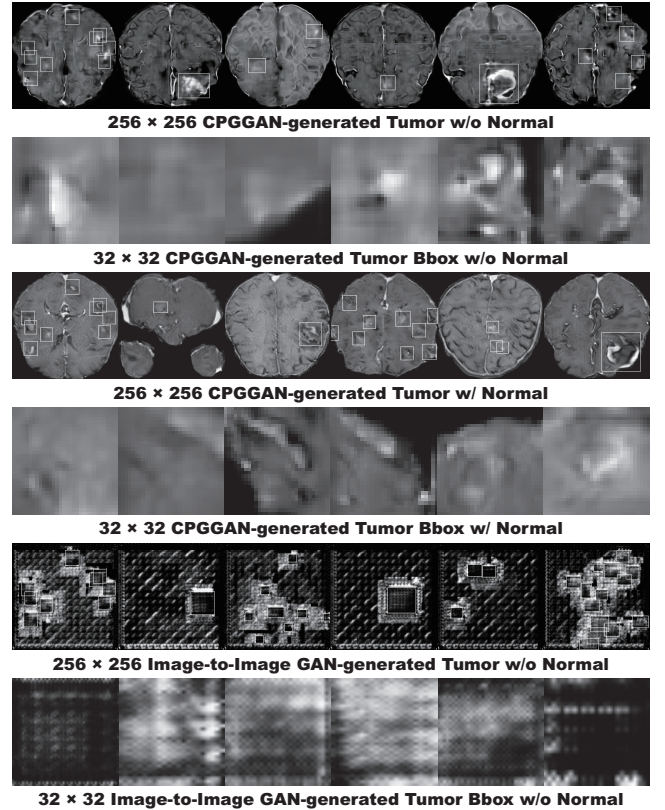 256 × 256 CPGGAN-generated Tumor w/o Normal
32 × 32 CPGGAN-generated Tumor Bbox w/o Normal
256 × 256 CPGGAN-generated Tumor w/ Normal
32 × 32 CPGGAN-generated Tumor Bbox w/ Normal
256 × 256 Image-to-Image GAN-generated Tumor w/o Normal
32 × 32 Image-to-Image GAN-generated Tumor Bbox w/o Normal